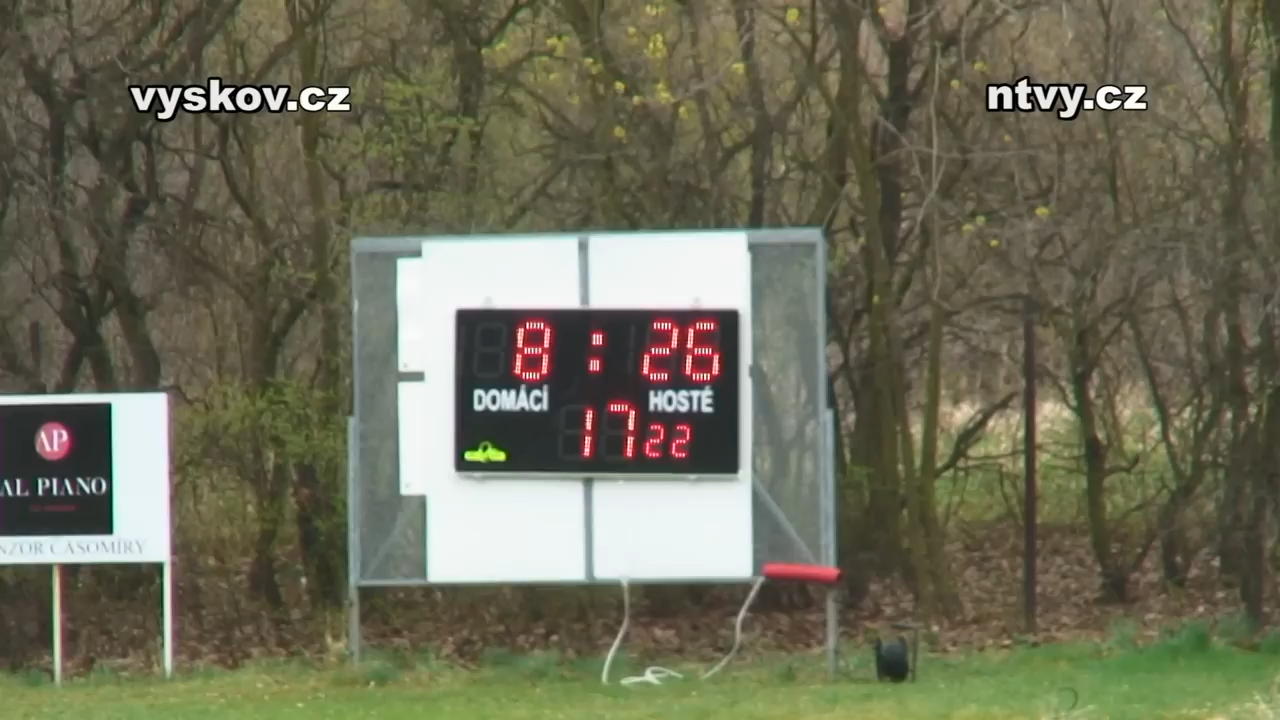 vyskov.cz
ntvy.cz
8 : 26
DOMÁCÍ HOSTÉ
17 22
AP
AL PIANO
NZOR ČASOMÍRY